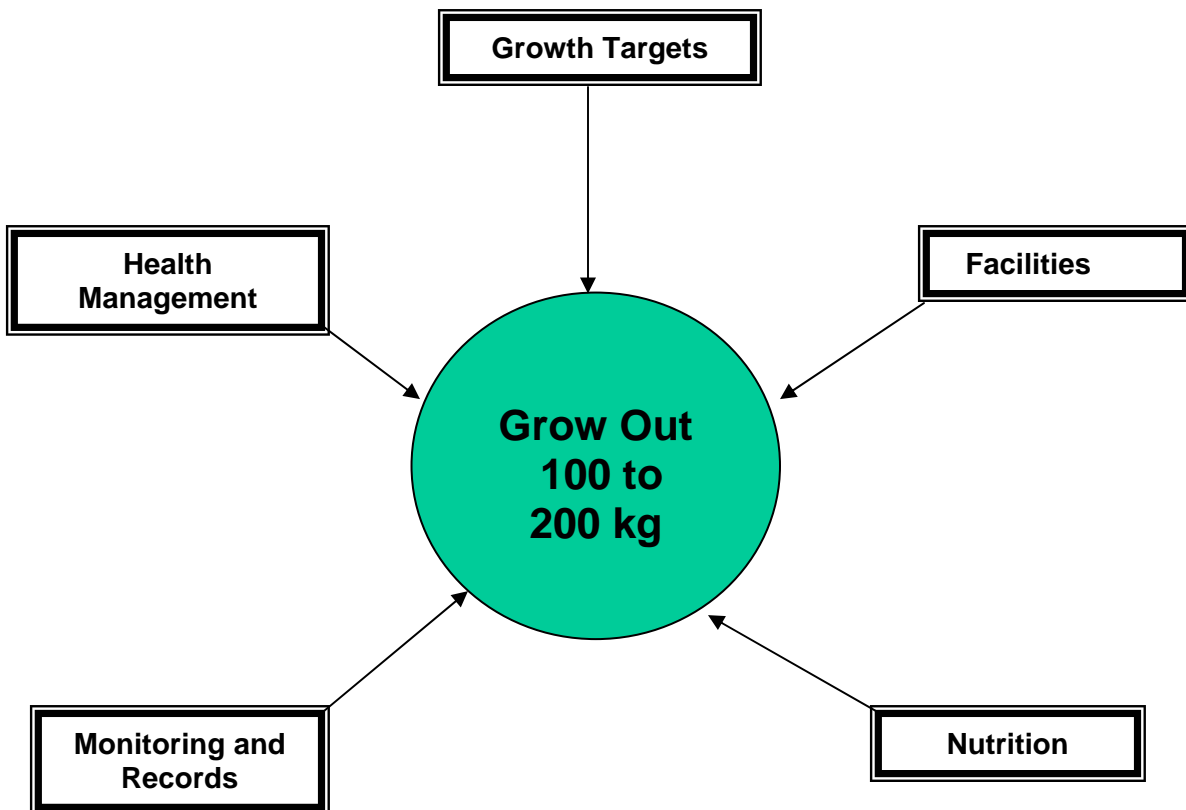 Growth Targets
Health
Management
Facilities
Grow Out
100 to
200 kg
Monitoring and
Records
Nutrition